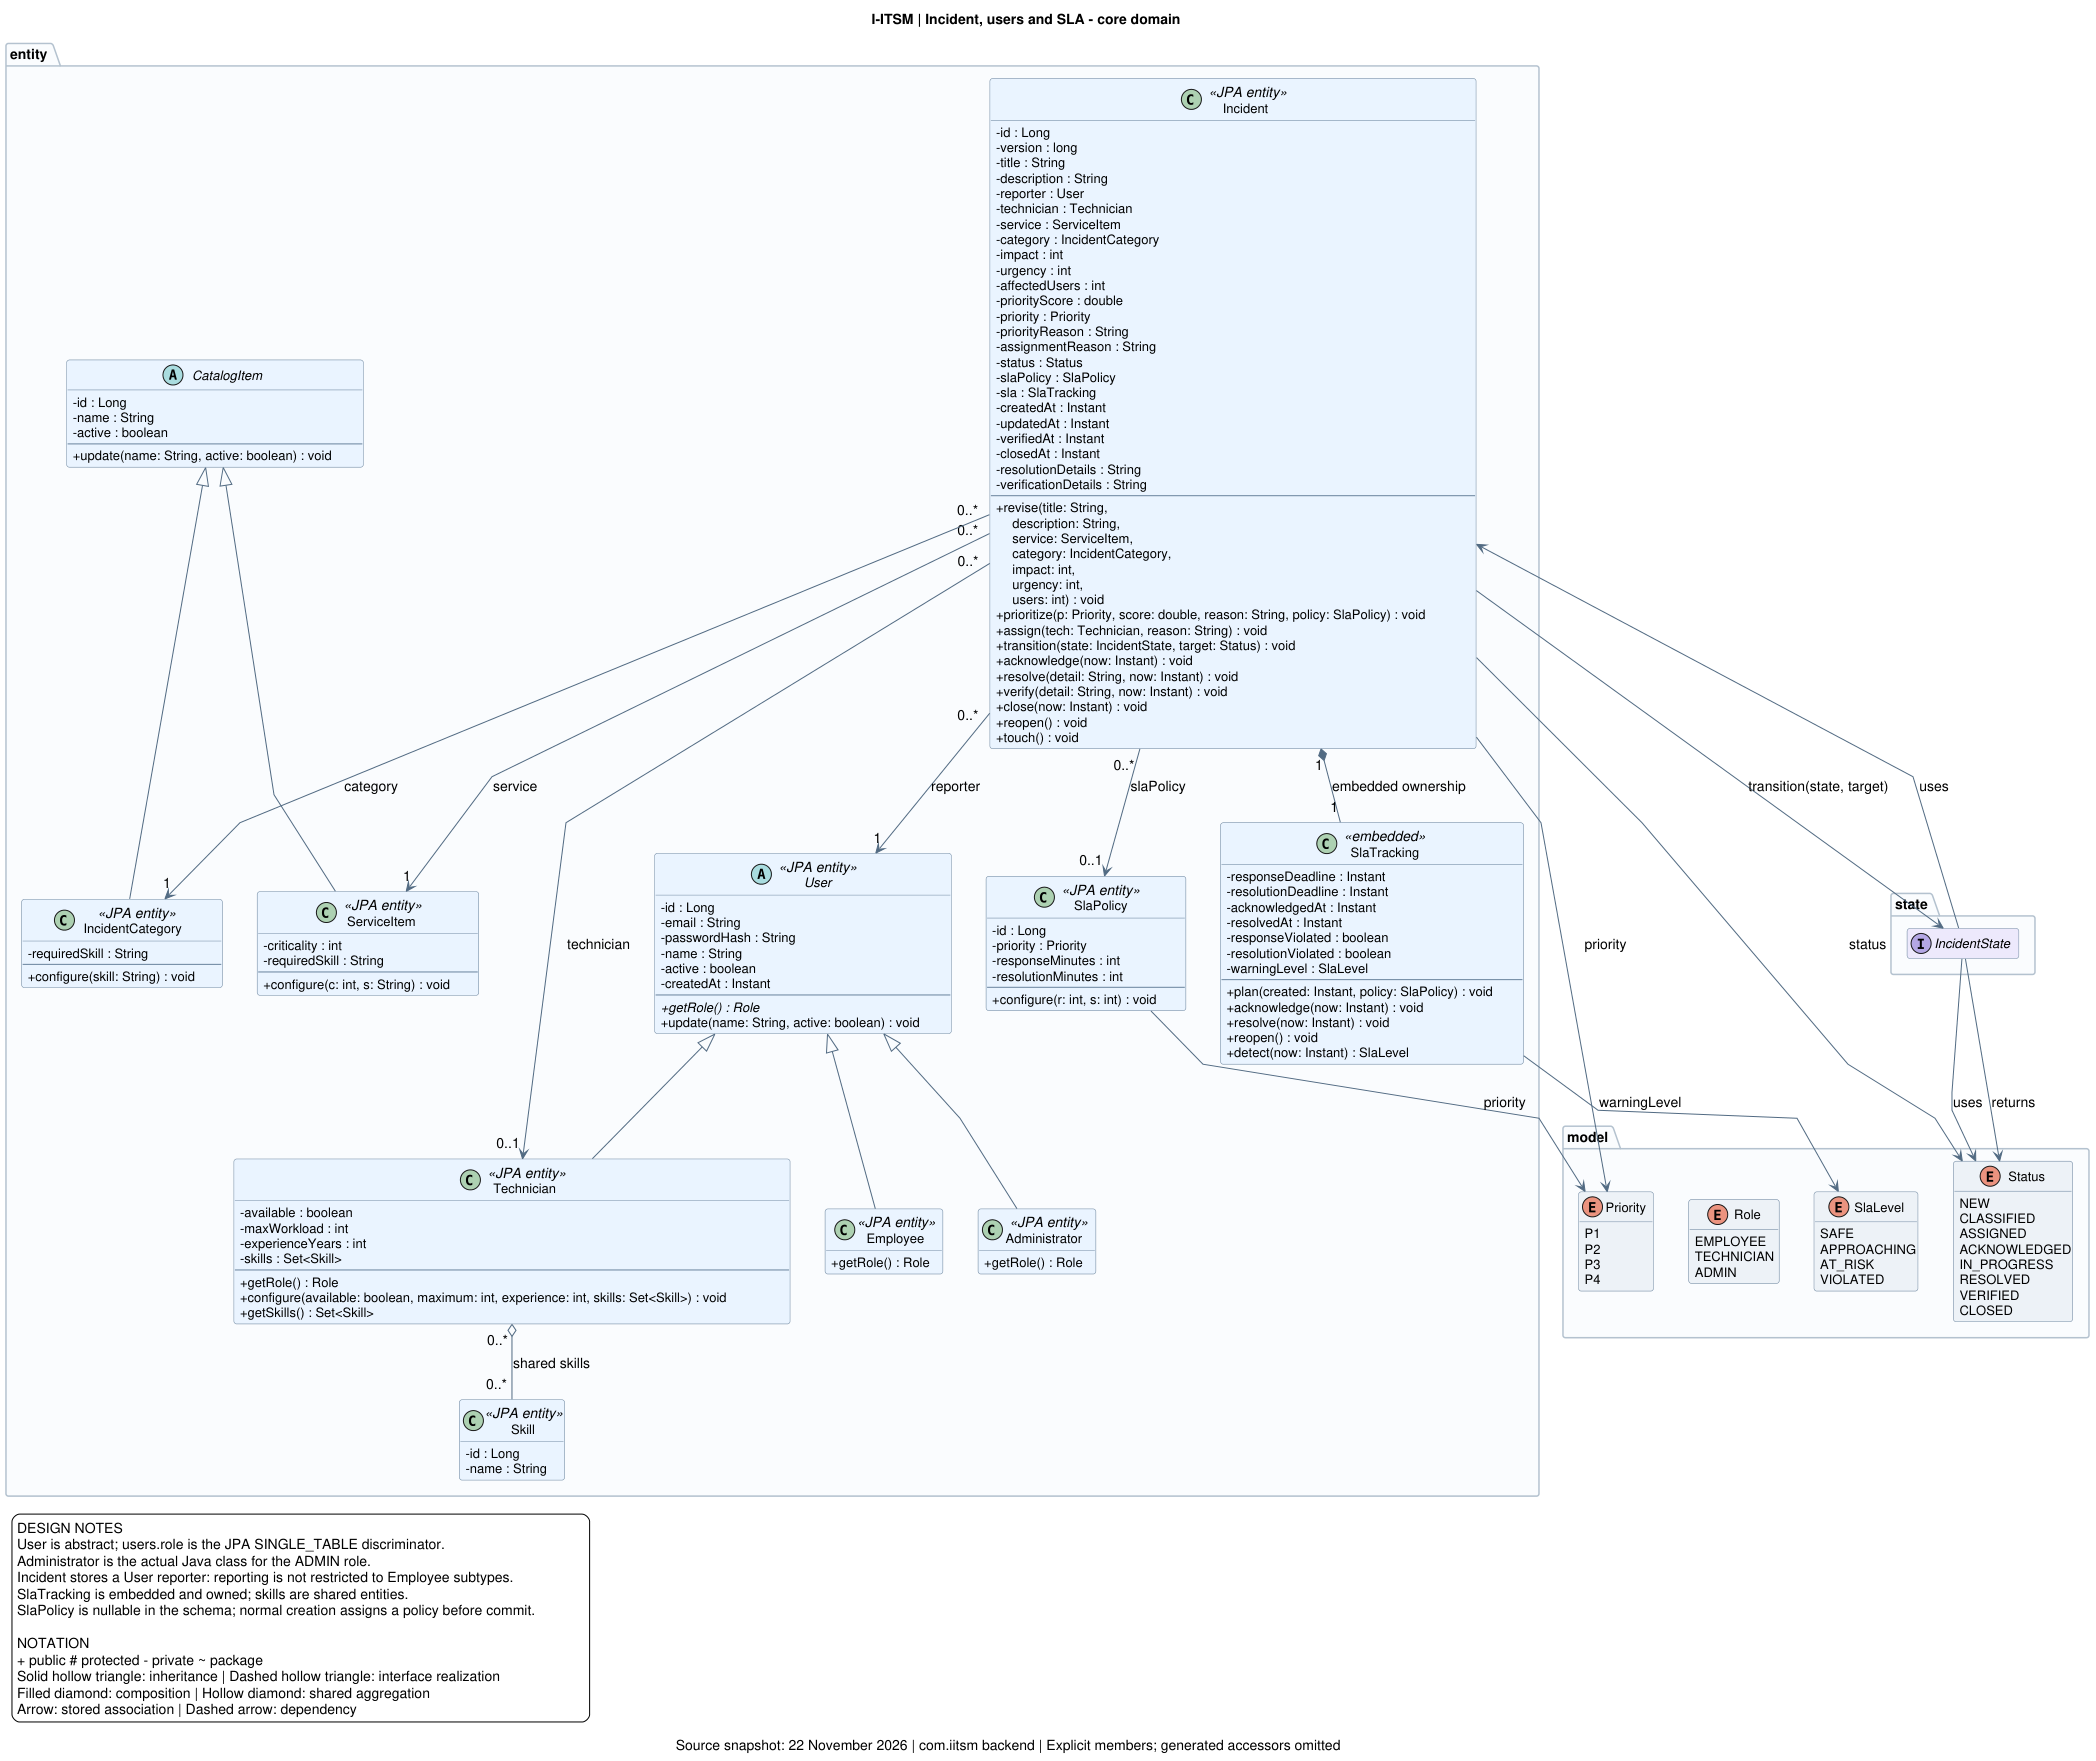 I-ITSM | Incident, users and SLA - core domain
entity
«JPA entity»
C
Incident
-id : Long
-version : long
-title : String
-description : String
-reporter : User
-technician : Technician
-service : ServiceItem
-category : IncidentCategory
-impact : int
-urgency : int
-affectedUsers : int
-priorityScore : double
-priority : Priority
-priorityReason : String
-assignmentReason : String
-status : Status
-slaPolicy : SlaPolicy
-sla : SlaTracking
-createdAt : Instant
-updatedAt : Instant
-verifiedAt : Instant
-closedAt : Instant
-resolutionDetails : String
-verificationDetails : String
+revise(title: String,
description: String,
service: ServiceItem,
category: IncidentCategory,
impact: int,
urgency: int,
users: int) : void
+prioritize(p: Priority, score: double, reason: String, policy: SlaPolicy) : void
+assign(tech: Technician, reason: String) : void
+transition(state: IncidentState, target: Status) : void
+acknowledge(now: Instant) : void
+resolve(detail: String, now: Instant) : void
+verify(detail: String, now: Instant) : void
+close(now: Instant) : void
+reopen() : void
+touch() : void
A CatalogItem
-id : Long
-name : String
-active : boolean
+update(name: String, active: boolean) : void
0..*
0..*
0..*
0..*
0..*
1
category
service
reporter
slaPolicy
embedded ownership
transition(state, target)
uses
1
1
1
0..1
1
«JPA entity»
C
IncidentCategory
-requiredSkill : String
+configure(skill: String) : void
«JPA entity»
C
ServiceItem
-criticality : int
-requiredSkill : String
+configure(c: int, s: String) : void
technician
«JPA entity»
A
User
-id : Long
-email : String
-passwordHash : String
-name : String
-active : boolean
-createdAt : Instant
+getRole() : Role
+update(name: String, active: boolean) : void
«JPA entity»
C
SlaPolicy
-id : Long
-priority : Priority
-responseMinutes : int
-resolutionMinutes : int
+configure(r: int, s: int) : void
«embedded»
C
SlaTracking
-responseDeadline : Instant
-resolutionDeadline : Instant
-acknowledgedAt : Instant
-resolvedAt : Instant
-responseViolated : boolean
-resolutionViolated : boolean
-warningLevel : SlaLevel
+plan(created: Instant, policy: SlaPolicy) : void
+acknowledge(now: Instant) : void
+resolve(now: Instant) : void
+reopen() : void
+detect(now: Instant) : SlaLevel
priority
status
state
I IncidentState
priority
warningLevel
uses
returns
0..1
«JPA entity»
C
Technician
-available : boolean
-maxWorkload : int
-experienceYears : int
-skills : Set<Skill>
+getRole() : Role
+configure(available: boolean, maximum: int, experience: int, skills: Set<Skill>) : void
+getSkills() : Set<Skill>
«JPA entity»
C
Employee
+getRole() : Role
«JPA entity»
C
Administrator
+getRole() : Role
model
E Priority
P1
P2
P3
P4
E Role
EMPLOYEE
TECHNICIAN
ADMIN
E SlaLevel
SAFE
APPROACHING
AT_RISK
VIOLATED
E Status
NEW
CLASSIFIED
ASSIGNED
ACKNOWLEDGED
IN_PROGRESS
RESOLVED
VERIFIED
CLOSED
0..*
shared skills
0..*
«JPA entity»
C
Skill
-id : Long
-name : String
DESIGN NOTES
User is abstract; users.role is the JPA SINGLE_TABLE discriminator.
Administrator is the actual Java class for the ADMIN role.
Incident stores a User reporter: reporting is not restricted to Employee subtypes.
SlaTracking is embedded and owned; skills are shared entities.
SlaPolicy is nullable in the schema; normal creation assigns a policy before commit.
NOTATION
+ public # protected - private ~ package
Solid hollow triangle: inheritance | Dashed hollow triangle: interface realization
Filled diamond: composition | Hollow diamond: shared aggregation
Arrow: stored association | Dashed arrow: dependency
Source snapshot: 22 November 2026 | com.iitsm backend | Explicit members; generated accessors omitted